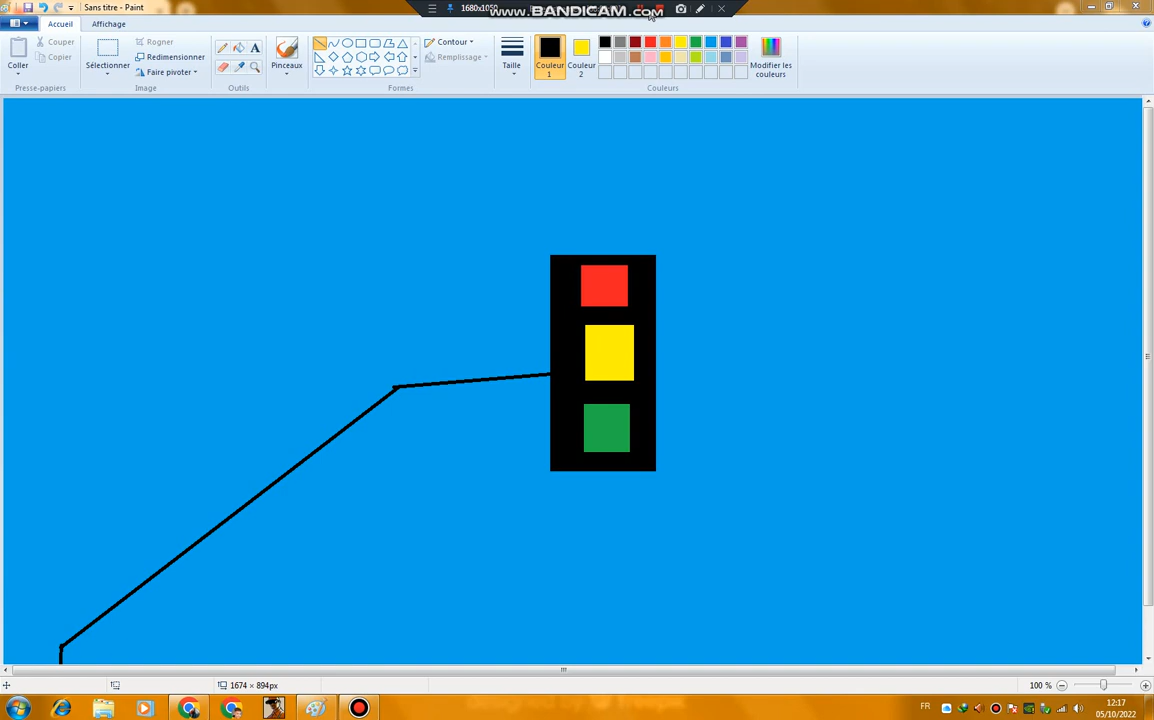 Sans titre - Paint
1680x1050
www.BANDICAM.com
Accueil
Affichage
Coller
Couper
Copier
Presse-papiers
Sélectionner
Rogner
Redimensionner
Faire pivoter
Image
A
Outils
Pinceaux
Contour
Remplissage
Formes
Taille
Couleur 1
Couleur 2
Modifier les couleurs
Couleurs
1674 × 894px
100 %
FR
12:17
05/10/2022